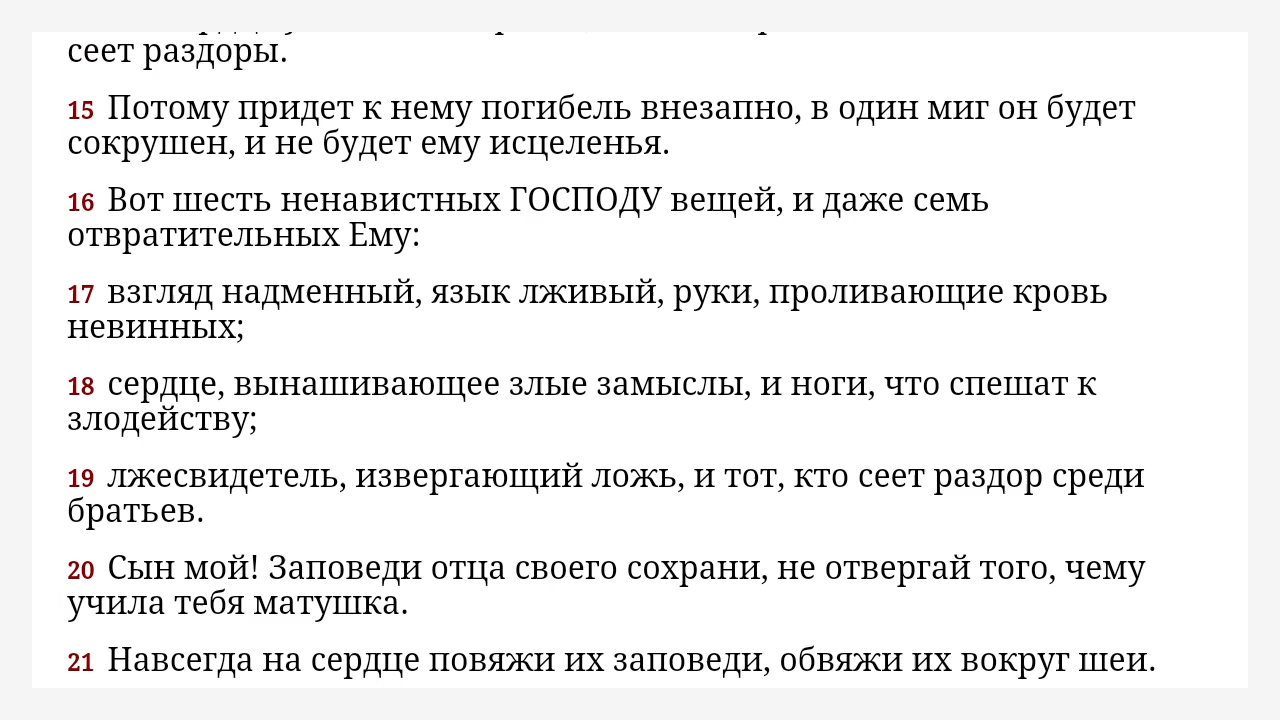 сеет раздоры.
15 Потому придет к нему погибель внезапно, в один миг он будет
сокрушен, и не будет ему исцеленья.
16 Вот шесть ненавистных ГОСПОДУ вещей, и даже семь
отвратительных Ему:
17 взгляд надменный, язык лживый, руки, проливающие кровь
невинных;
18 сердце, вынашивающее злые замыслы, и ноги, что спешат к
злодейству;
19 лжесвидетель, извергающий ложь, и тот, кто сеет раздор среди
братьев.
20 Сын мой! Заповеди отца своего сохрани, не отвергай того, чему
учила тебя матушка.
21 Навсегда на сердце повяжи их заповеди, обвяжи их вокруг шеи.